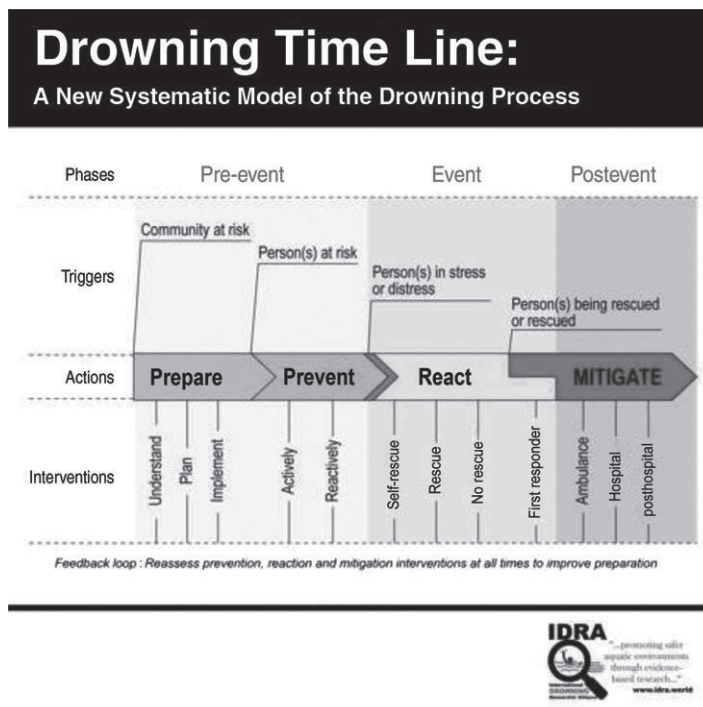 Drowning Time Line:
A New Systematic Model of the Drowning Process
Phases
Pre-event
Event
Postevent
Triggers
Community at risk
Person(s) at risk
Person(s) in stress
or distress
Person(s) being rescued
or rescued
Actions
Prepare
Prevent
React
MITIGATE
Interventions
Understand
Plan
Implement
Actively
Reactively
Self-rescue
Rescue
No rescue
First responder
Ambulance
Hospital
posthospital
Feedback loop : Reassess prevention, reaction and mitigation interventions at all times to improve preparation
IDRA
International
DROWNING
"...promoting safer
aquatic environments
through evidence-
based research..."
www.idra.world